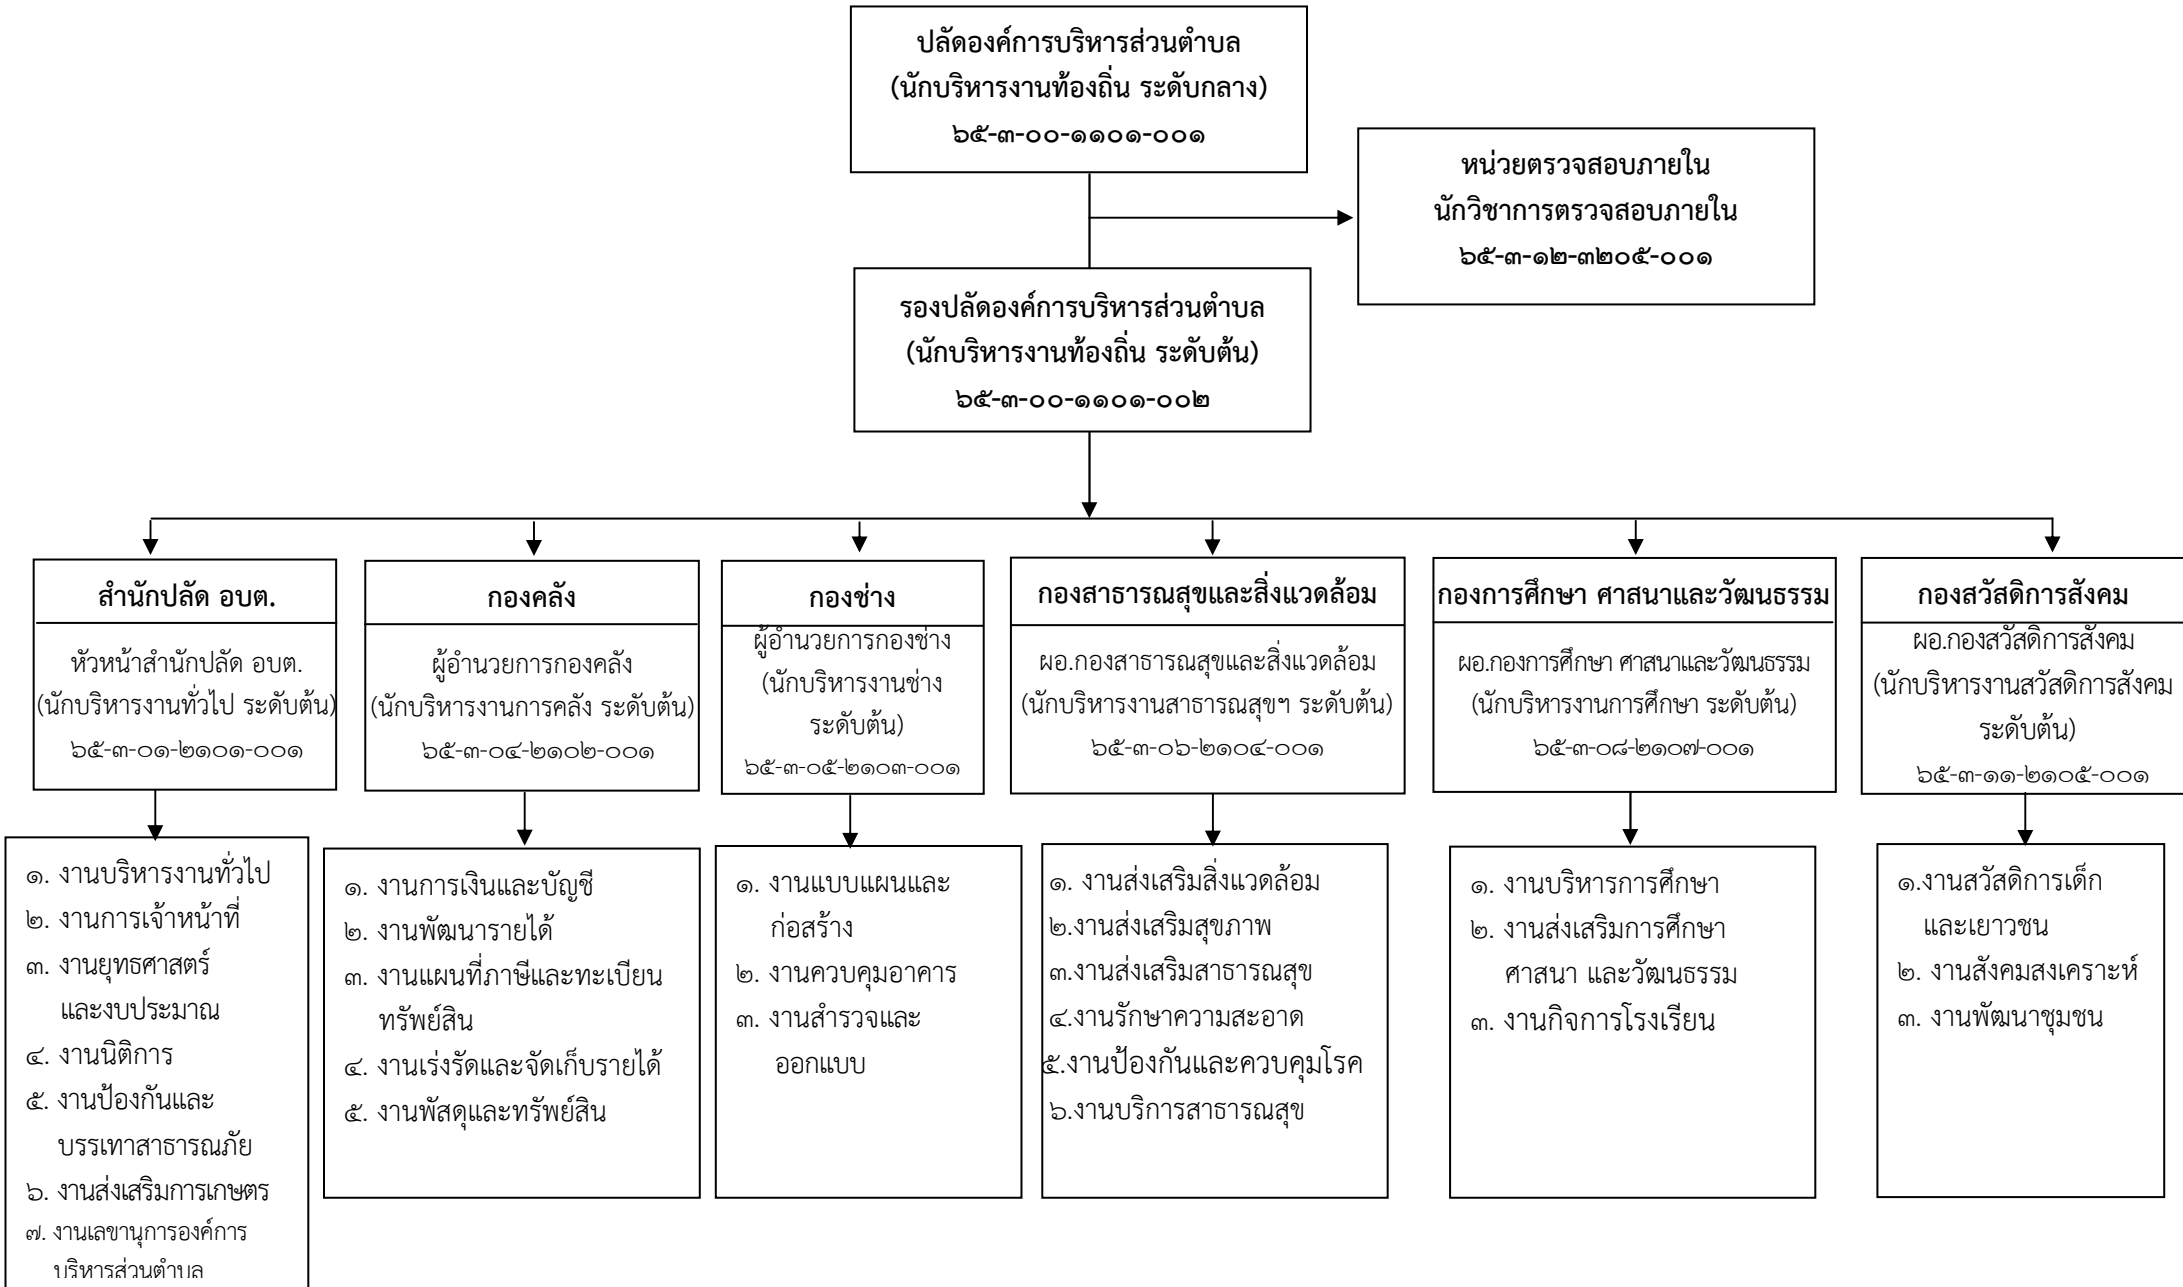 ปลัดองค์การบริหารส่วนตำบล
(นักบริหารงานท้องถิ่น ระดับกลาง)
๖๕-๓-๐๐-๑๑๐๑-๐๐๑
หน่วยตรวจสอบภายใน
นักวิชาการตรวจสอบภายใน
๖๕-๓-๑๒-๓๒๐๕-๐๐๑
รองปลัดองค์การบริหารส่วนตำบล
(นักบริหารงานท้องถิ่น ระดับต้น)
๖๕-๓-๐๐-๑๑๐๑-๐๐๒
สำนักปลัด อบต.
หัวหน้าสำนักปลัด อบต.
(นักบริหารงานทั่วไป ระดับต้น)
๖๕-๓-๐๑-๒๑๐๑-๐๐๑
๑. งานบริหารงานทั่วไป
๒. งานการเจ้าหน้าที่
๓. งานยุทธศาสตร์
และงบประมาณ
๔. งานนิติการ
๕. งานป้องกันและ
บรรเทาสาธารณภัย
๖. งานส่งเสริมการเกษตร
๗. งานเลขานุการองค์การ
บริหารส่วนตำบล
กองคลัง
ผู้อำนวยการกองคลัง
(นักบริหารงานการคลัง ระดับต้น)
๖๕-๓-๐๔-๒๑๐๒-๐๐๑
๑. งานการเงินและบัญชี
๒. งานพัฒนารายได้
๓. งานแผนที่ภาษีและทะเบียน
ทรัพย์สิน
๔. งานเร่งรัดและจัดเก็บรายได้
๕. งานพัสดุและทรัพย์สิน
กองช่าง
ผู้อำนวยการกองช่าง
(นักบริหารงานช่าง
ระดับต้น)
๖๕-๓-๐๕-๒๑๐๓-๐๐๑
๑. งานแบบแผนและ
ก่อสร้าง
๒. งานควบคุมอาคาร
๓. งานสำรวจและ
ออกแบบ
กองสาธารณสุขและสิ่งแวดล้อม
ผอ.กองสาธารณสุขและสิ่งแวดล้อม
(นักบริหารงานสาธารณสุขฯ ระดับต้น)
๖๕-๓-๐๖-๒๑๐๔-๐๐๑
๑. งานส่งเสริมสิ่งแวดล้อม
๒.งานส่งเสริมสุขภาพ
๓.งานส่งเสริมสาธารณสุข
๔.งานรักษาความสะอาด
๕.งานป้องกันและควบคุมโรค
๖.งานบริการสาธารณสุข
กองการศึกษา ศาสนาและวัฒนธรรม
ผอ.กองการศึกษา ศาสนาและวัฒนธรรม
(นักบริหารงานการศึกษา ระดับต้น)
๖๕-๓-๐๘-๒๑๐๗-๐๐๑
๑. งานบริหารการศึกษา
๒. งานส่งเสริมการศึกษา
ศาสนา และวัฒนธรรม
๓. งานกิจการโรงเรียน
กองสวัสดิการสังคม
ผอ.กองสวัสดิการสังคม
(นักบริหารงานสวัสดิการสังคม
ระดับต้น)
๖๕-๓-๑๑-๒๑๐๕-๐๐๑
๑.งานสวัสดิการเด็ก
และเยาวชน
๒. งานสังคมสงเคราะห์
๓. งานพัฒนาชุมชน